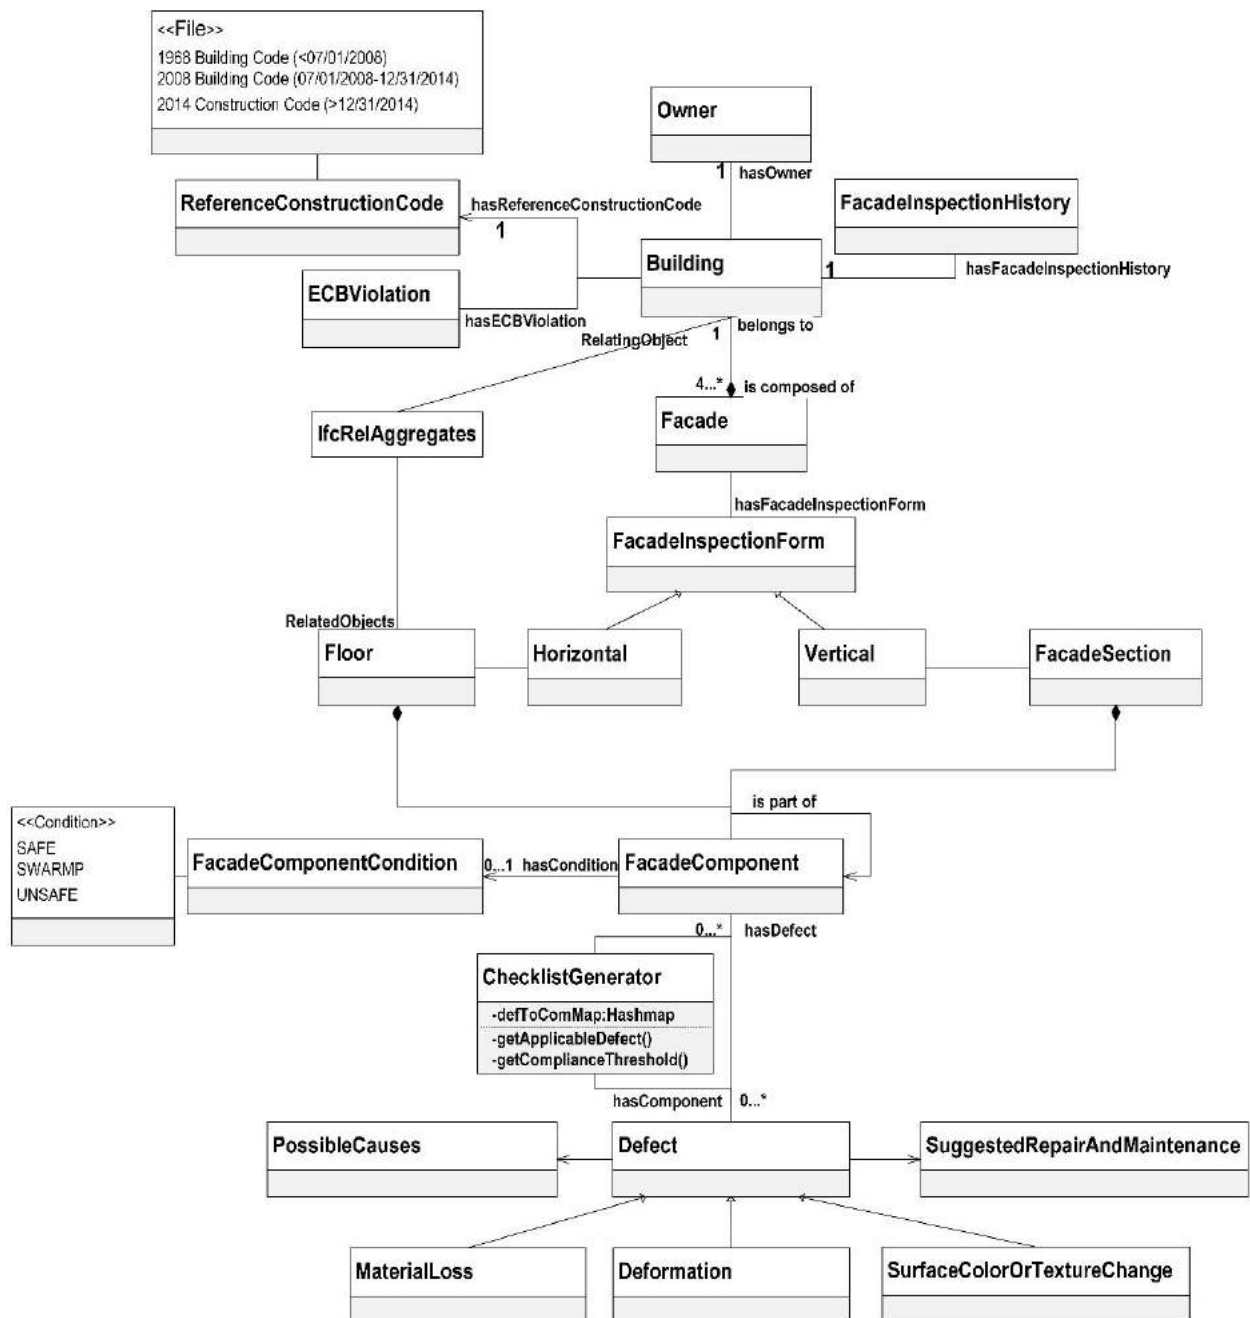 <<File>>
1968 Building Code (<07/01/2008)
2008 Building Code (07/01/2008-12/31/2014)
2014 Construction Code (>12/31/2014)
Owner
1 hasOwner
ReferenceConstructionCode
hasReferenceConstructionCode
1
FacadeInspectionHistory
Building
1
hasFacadeInspectionHistory
ECBViolation
hasECBViolation
RelatingObject
1
belongs to
4...*
is composed of
IfcRelAggregates
Facade
hasFacadeInspectionForm
FacadeInspectionForm
RelatedObjects
Floor
Horizontal
Vertical
FacadeSection
is part of
<<Condition>>
SAFE
SWARMP
UNSAFE
FacadeComponentCondition
0...1 hasCondition
FacadeComponent
0...*
hasDefect
ChecklistGenerator
-defToComMap:Hashmap
-getApplicableDefect()
-getComplianceThreshold()
hasComponent
0...*
PossibleCauses
Defect
SuggestedRepairAndMaintenance
MaterialLoss
Deformation
SurfaceColorOrTextureChange